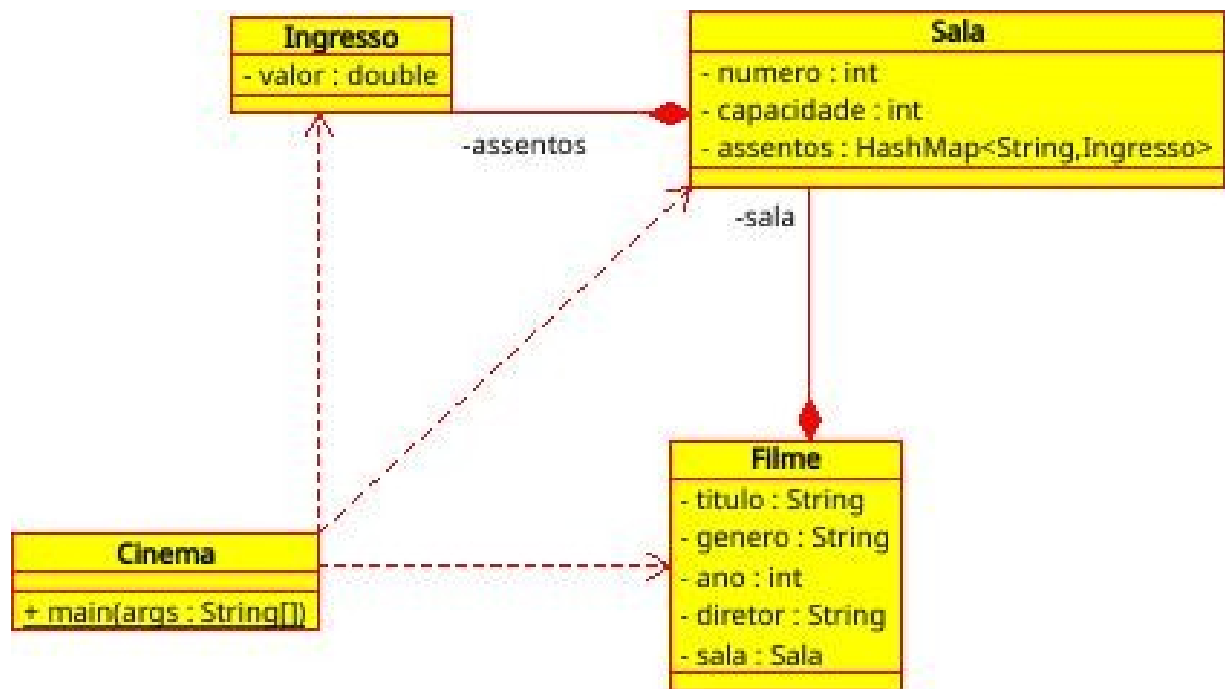 Ingresso
- valor : double
Sala
- numero : int
- capacidade : int
- assentos : HashMap<String,Ingresso>
-assentos
-sala
Filme
- titulo : String
- genero : String
- ano : int
- diretor : String
- sala : Sala
Cinema
+ main(args : String[])